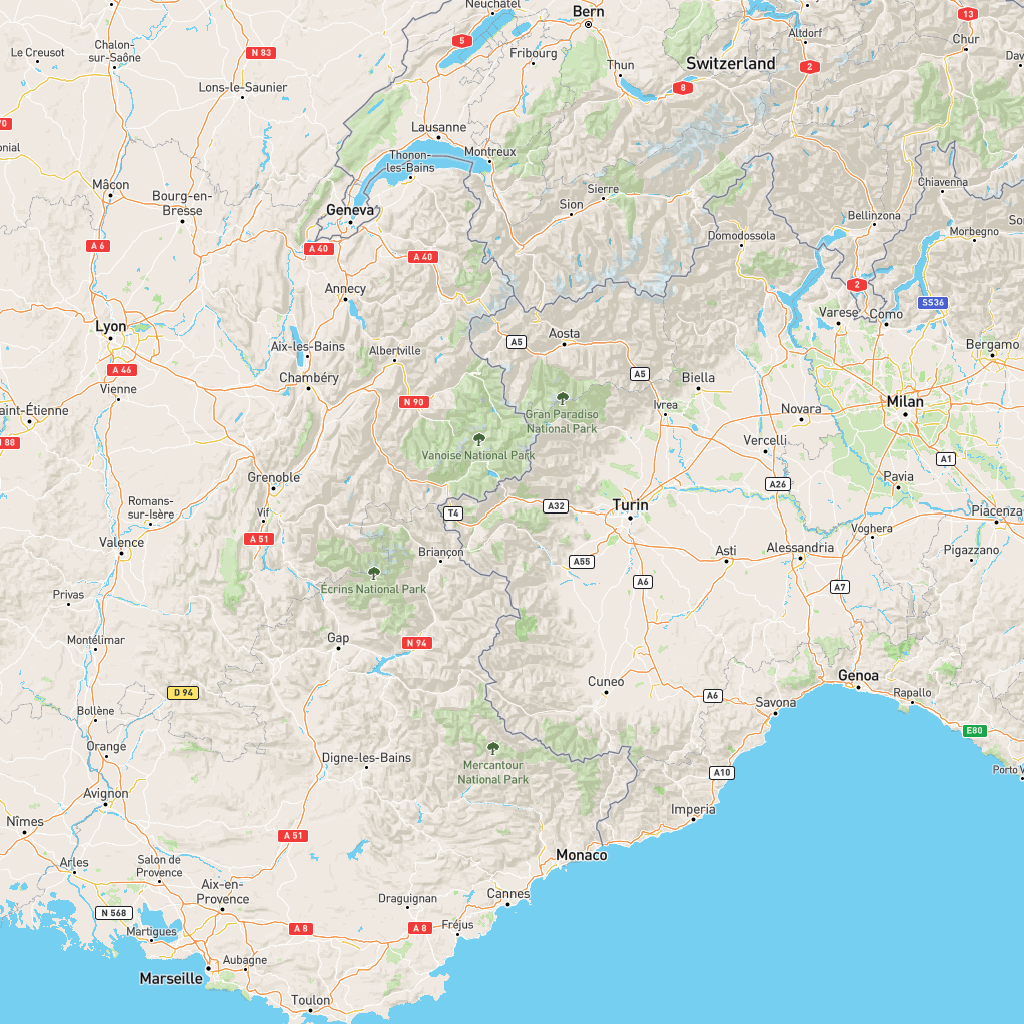 Neuchatel
Bern
13
Le Creusot
Chalon-
sur-Saône
N 83
5
Fribourg
Altdorf
Chur
Thun
Switzerland
2
8
Lons-le-Saunier
Lausanne
Thonon-
les-Bains
Montreux
Mâcon
Bourg-en-
Bresse
Sierre
Sion
Chiavenna
Geneva
Bellinzona
Domodossola
Morbegno
A 6
A 40
A 40
Annecy
2
SS36
Varese
Como
Lyon
Aosta
A5
Bergamo
Aix-les-Bains
Albertville
A 46
Chambéry
A5
Biella
Vienne
N 90
Ivrea
Milan
Saint-Étienne
Gran Paradiso
National Park
Novara
N 88
Vanoise National Park
Vercelli
A1
Grenoble
Pavia
A26
Romans-
sur-Isère
Vif
T4
A32
Turin
Piacenza
Voghera
A 51
Valence
Briançon
Asti
Alessandria
Pigazzano
A55
Écrins National Park
A6
A7
Privas
Montélimar
Gap
N 94
Genoa
Cuneo
D 94
A6
Savona
Rapallo
Bollène
E80
Orange
Digne-les-Bains
Mercantour
National Park
A10
Avignon
Imperia
Nîmes
A 51
Monaco
Arles
Salon de
Provence
Aix-en-
Provence
Cannes
Draguignan
N 568
Martigues
A 8
A 8
Fréjus
Aubagne
Marseille
Toulon